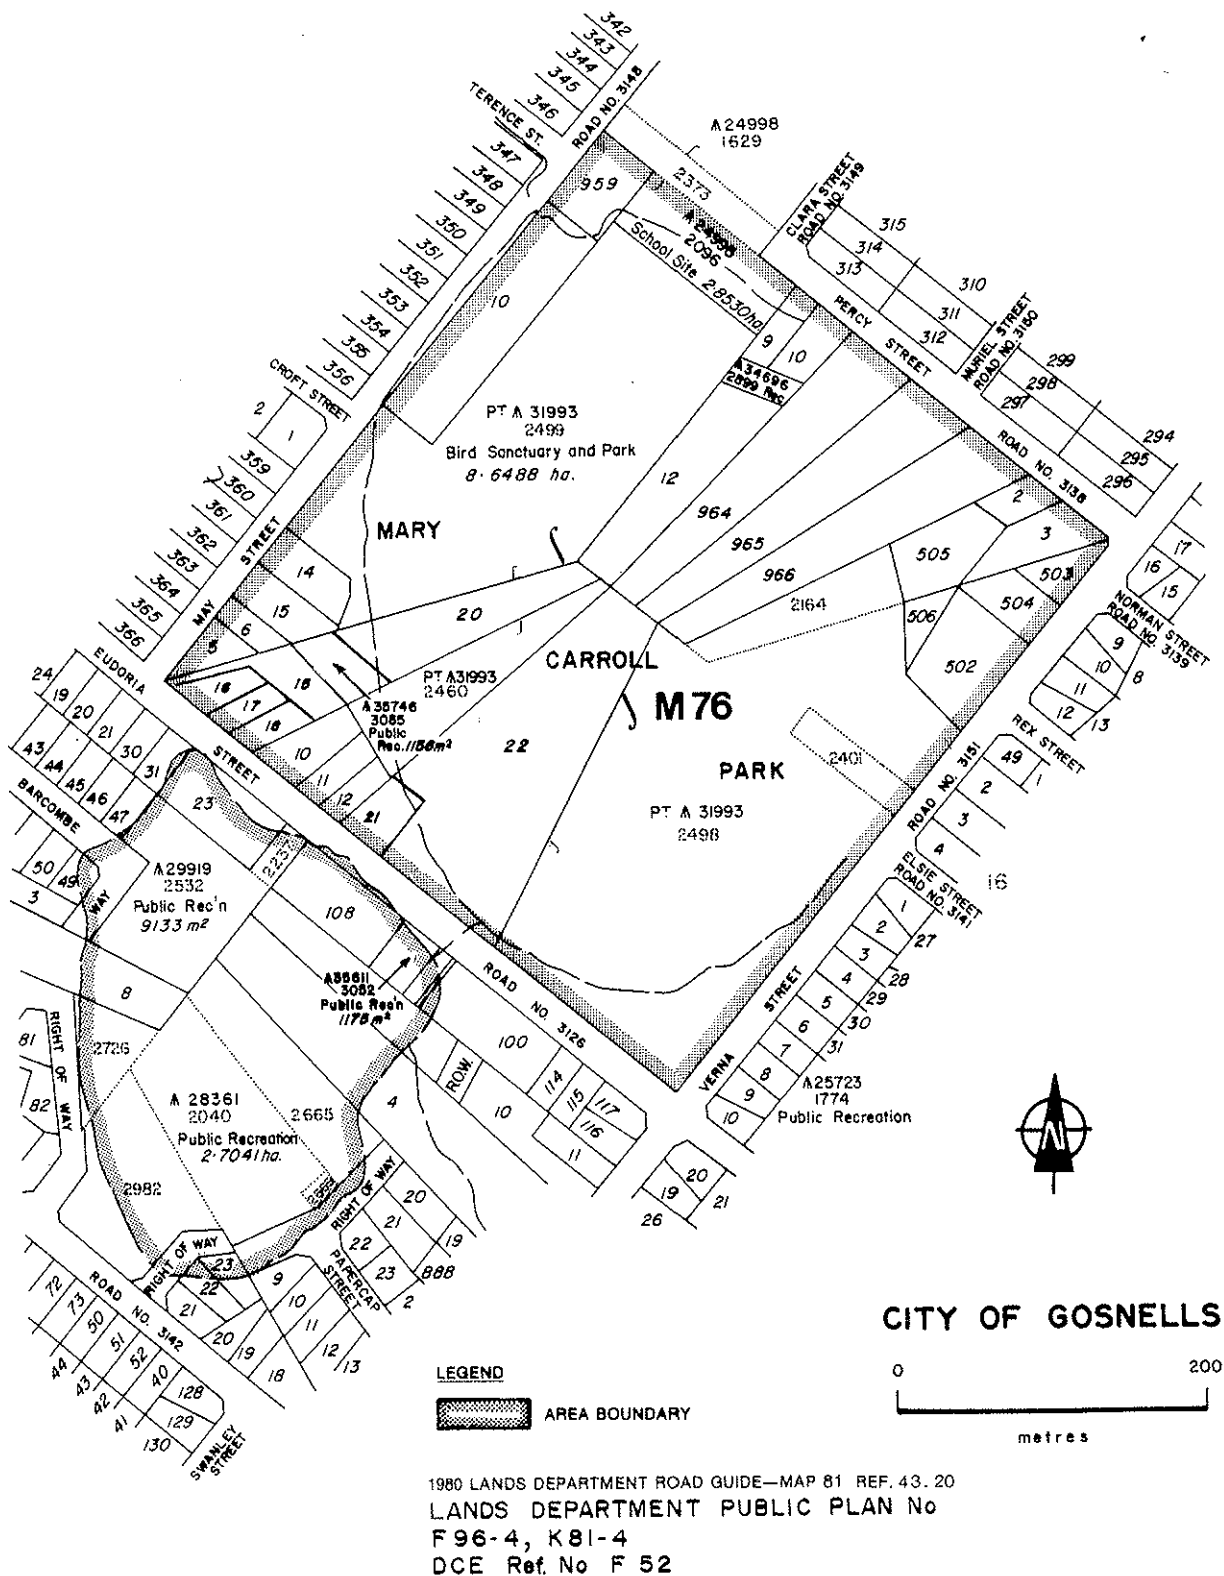 342
343
344
345
346
ROAD NO. 3148
TERENCE ST.
347
348
349
350
351
352
353
354
355
356
959
2373
A 24998
1629
CLARA STREET
ROAD NO. 3149
315
314
313
310
311
312
MURIEL STREET
ROAD NO. 3150
299
298
297
294
295
296
A 24998
2096
School Site 2.8530ha.
PERCY STREET ROAD NO. 3138
10
9
10
A 34696
2899 Rec.
CROFT STREET
2
1
359
360
361
362
363
364
365
366
MAY STREET
PT A 31993
2499
Bird Sanctuary and Park
8.6488 ha.
MARY
12
964
965
966
2
3
505
503
504
506
502
2164
17
16
15
NORMAN STREET
ROAD NO. 3139
9
10
8
11
12
13
REX STREET
14
15
6
5
20
16
17
18
15
PT A31993
2460
A 35746
3085
Public
Rec. 1156m²
CARROLL
M76
22
PARK
2401
PT A 31993
2498
10
11
12
21
EUDORIA STREET ROAD NO. 3126
24
19
20
21
30
31
43
44
45
46
47
BARCOMBE WAY
50
49
3
23
2237
A 29919
2532
Public Rec'n
9133 m²
108
8
A 35611
3052
Public Rec'n
1175m²
49
1
2
3
4
ROAD NO. 3151
ELSIE STREET
ROAD NO. 3141
16
1
2
3
4
5
6
7
8
9
10
27
28
29
30
31
VERNA STREET
A 25723
1774
Public Recreation
81
82
RIGHT OF WAY
2726
A 28361
2040
Public Recreation
2.7041ha.
2665
2982
4
R.O.W.
100
10
114
115
117
116
11
19
20
21
26
N
RIGHT OF WAY
20
21
19
22
23
888
2
PAPERCAP STREET
RIGHT OF WAY
23
22
21
9
10
11
12
13
20
19
18
ROAD NO. 3142
72
73
50
51
52
40
128
129
130
44
43
42
41
SWANLEY STREET
CITY OF GOSNELLS
0 200
metres
LEGEND
AREA BOUNDARY
1980 LANDS DEPARTMENT ROAD GUIDE—MAP 81 REF. 43.20
LANDS DEPARTMENT PUBLIC PLAN No
F 96-4, K 81-4
DCE Ref. No F 52